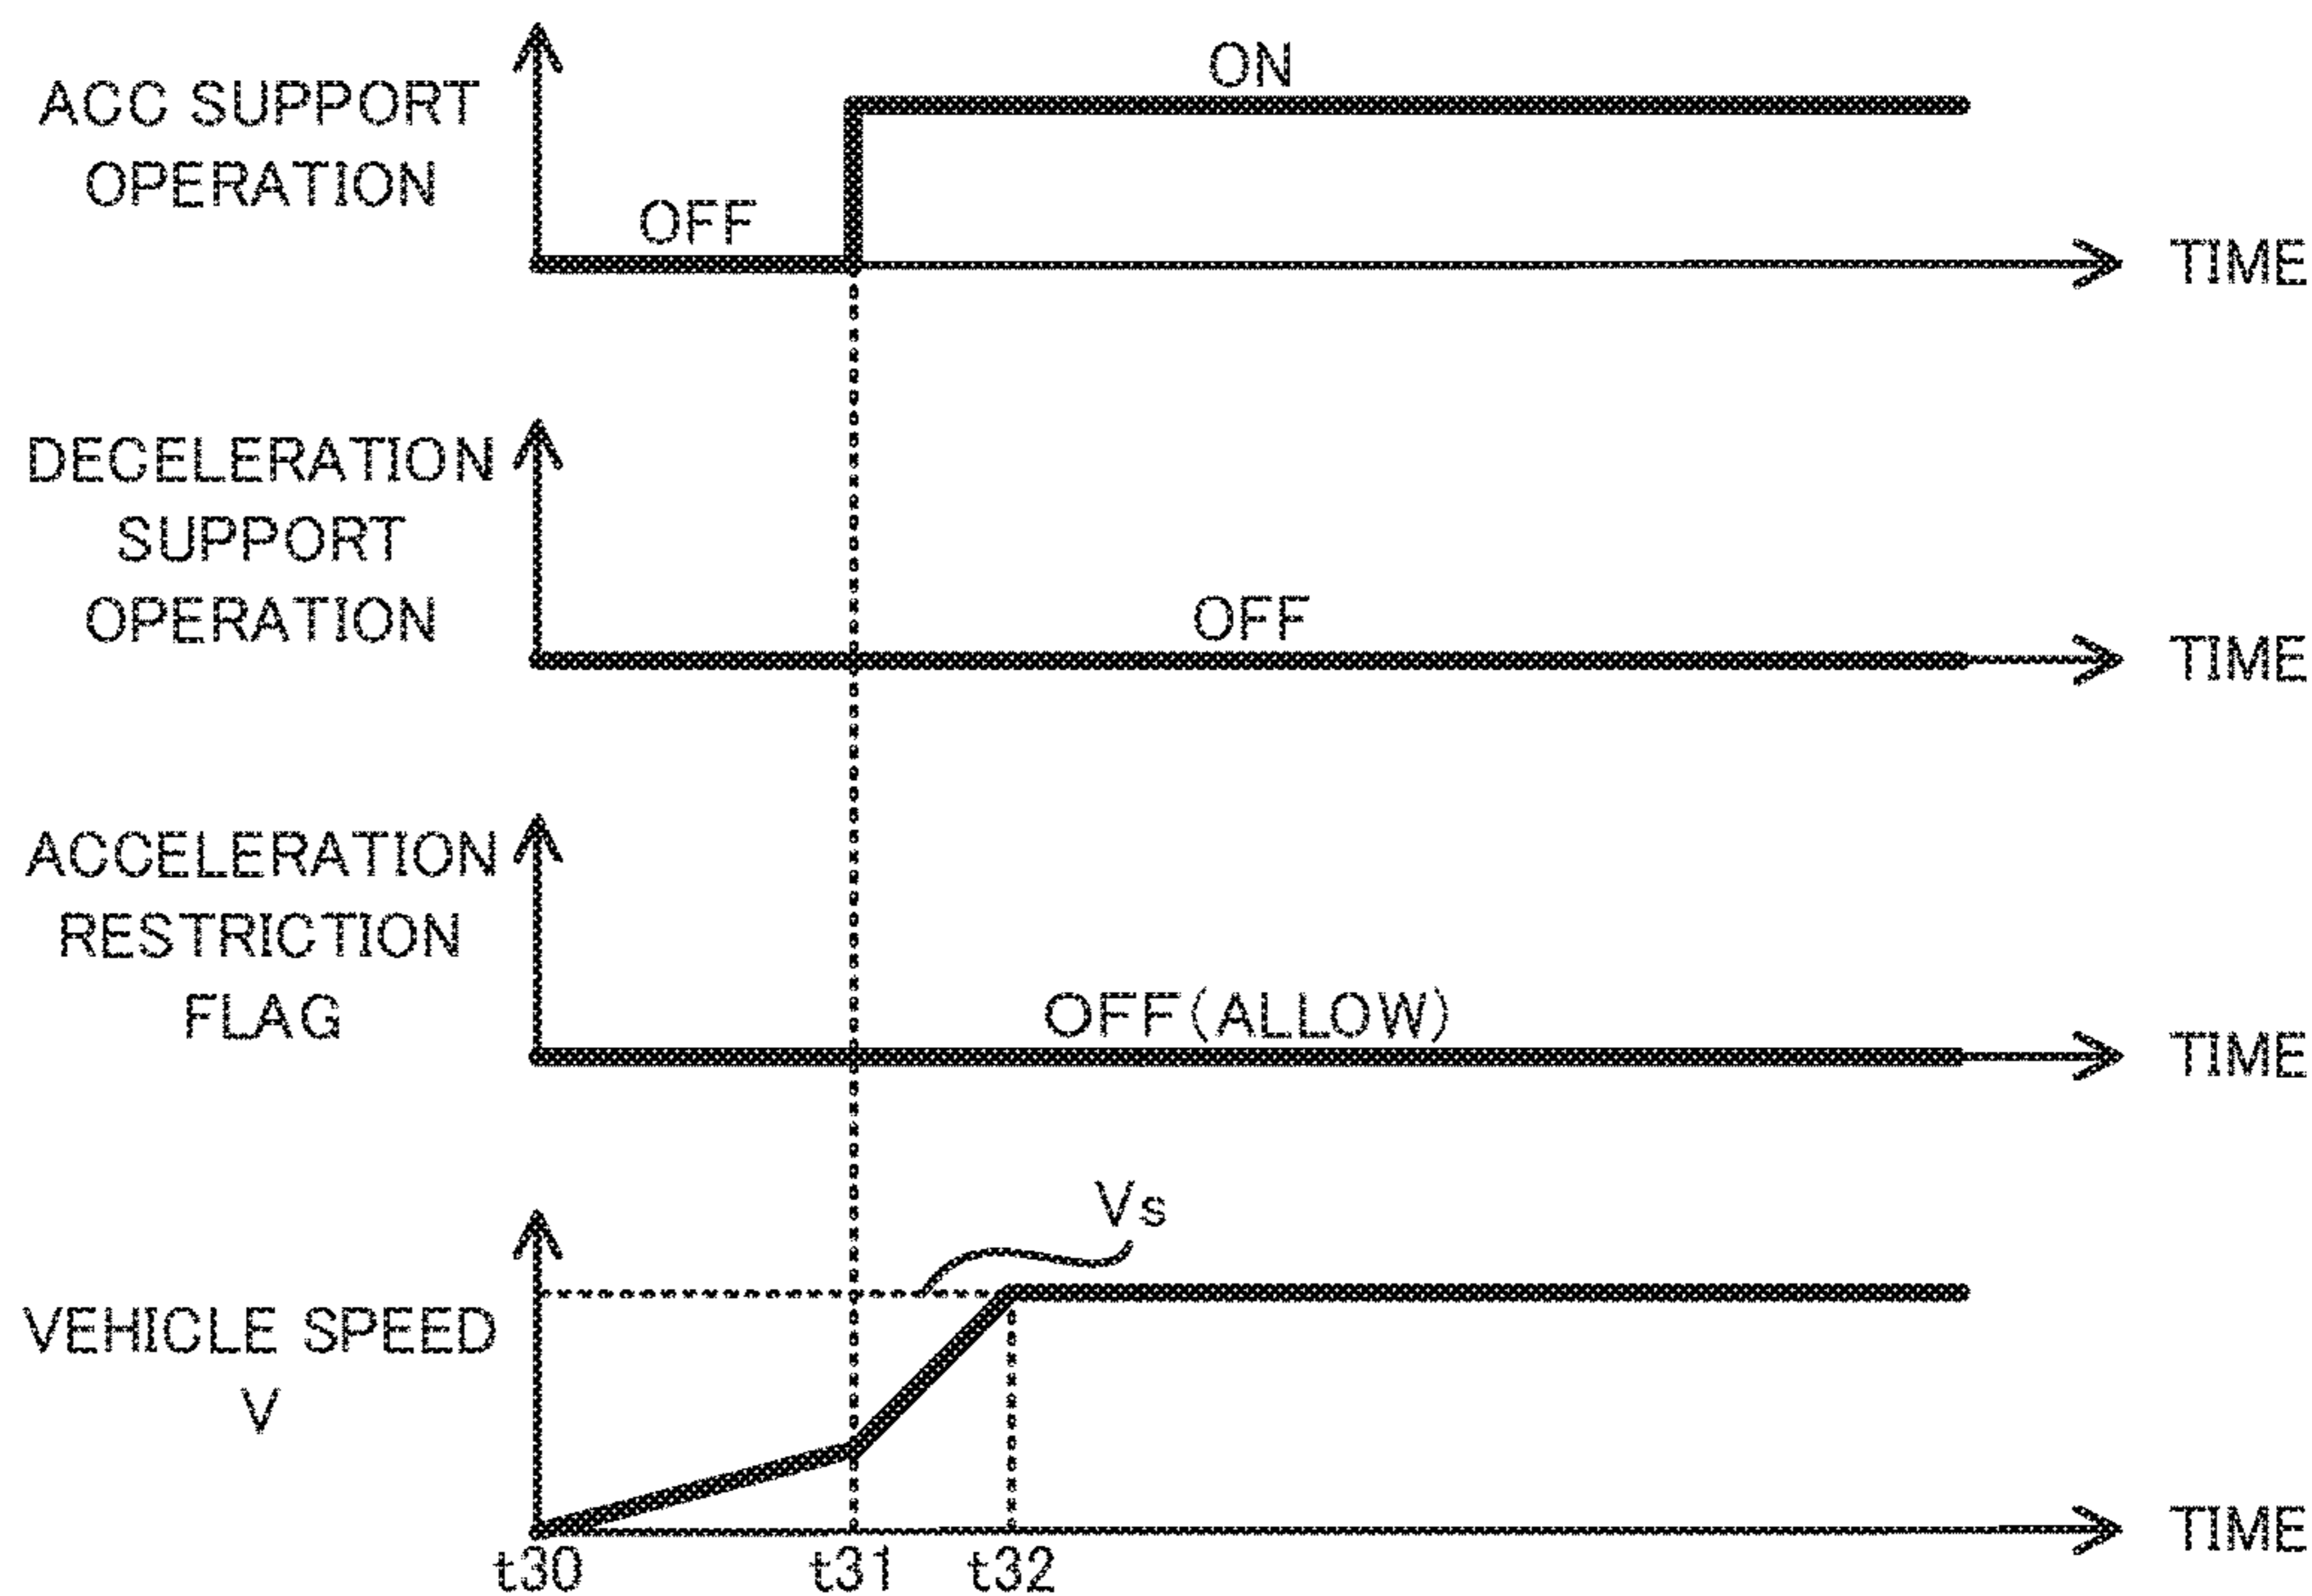 ON
ACC SUPPORT
OPERATION
OFF
TIME
DECELERATION
SUPPORT
OPERATION
OFF
TIME
ACCELERATION
RESTRICTION
FLAG
OFF(ALLOW)
TIME
Vs
VEHICLE SPEED
V
TIME
t30 t31 t32